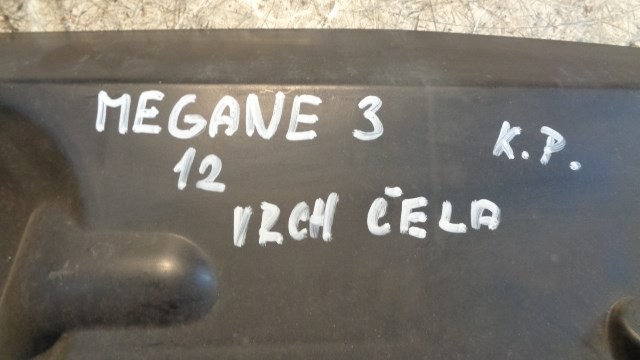 MEGANE 3
K.P.
12
VRCH ČELA